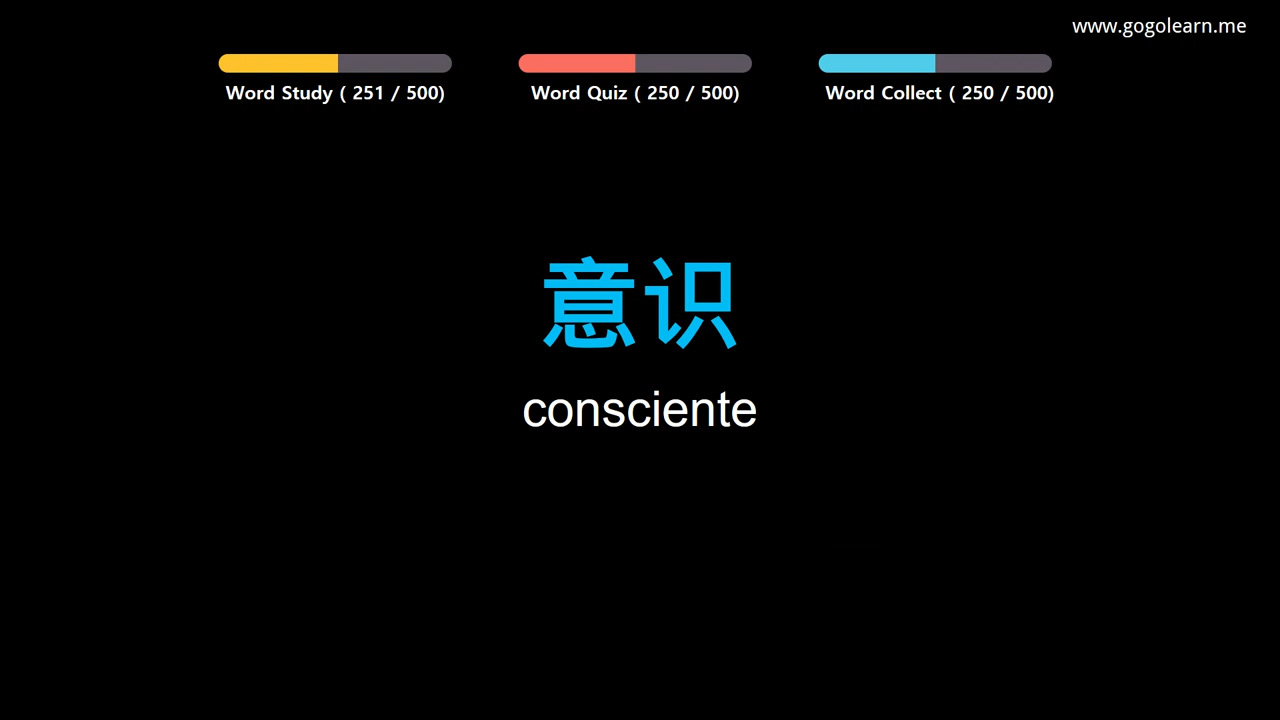 www.gogolearn.me
Word Study ( 251 / 500)
Word Quiz ( 250 / 500)
Word Collect ( 250 / 500)
意识
consciente